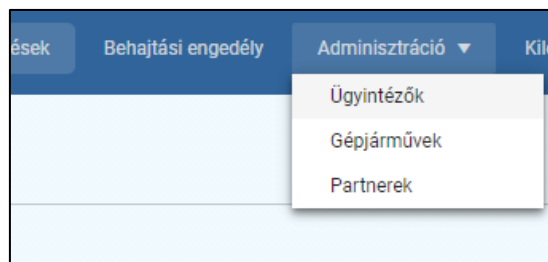 Behajtási engedély Adminisztráció ▼
Ügyintézők
Gépjárművek
Partnerek